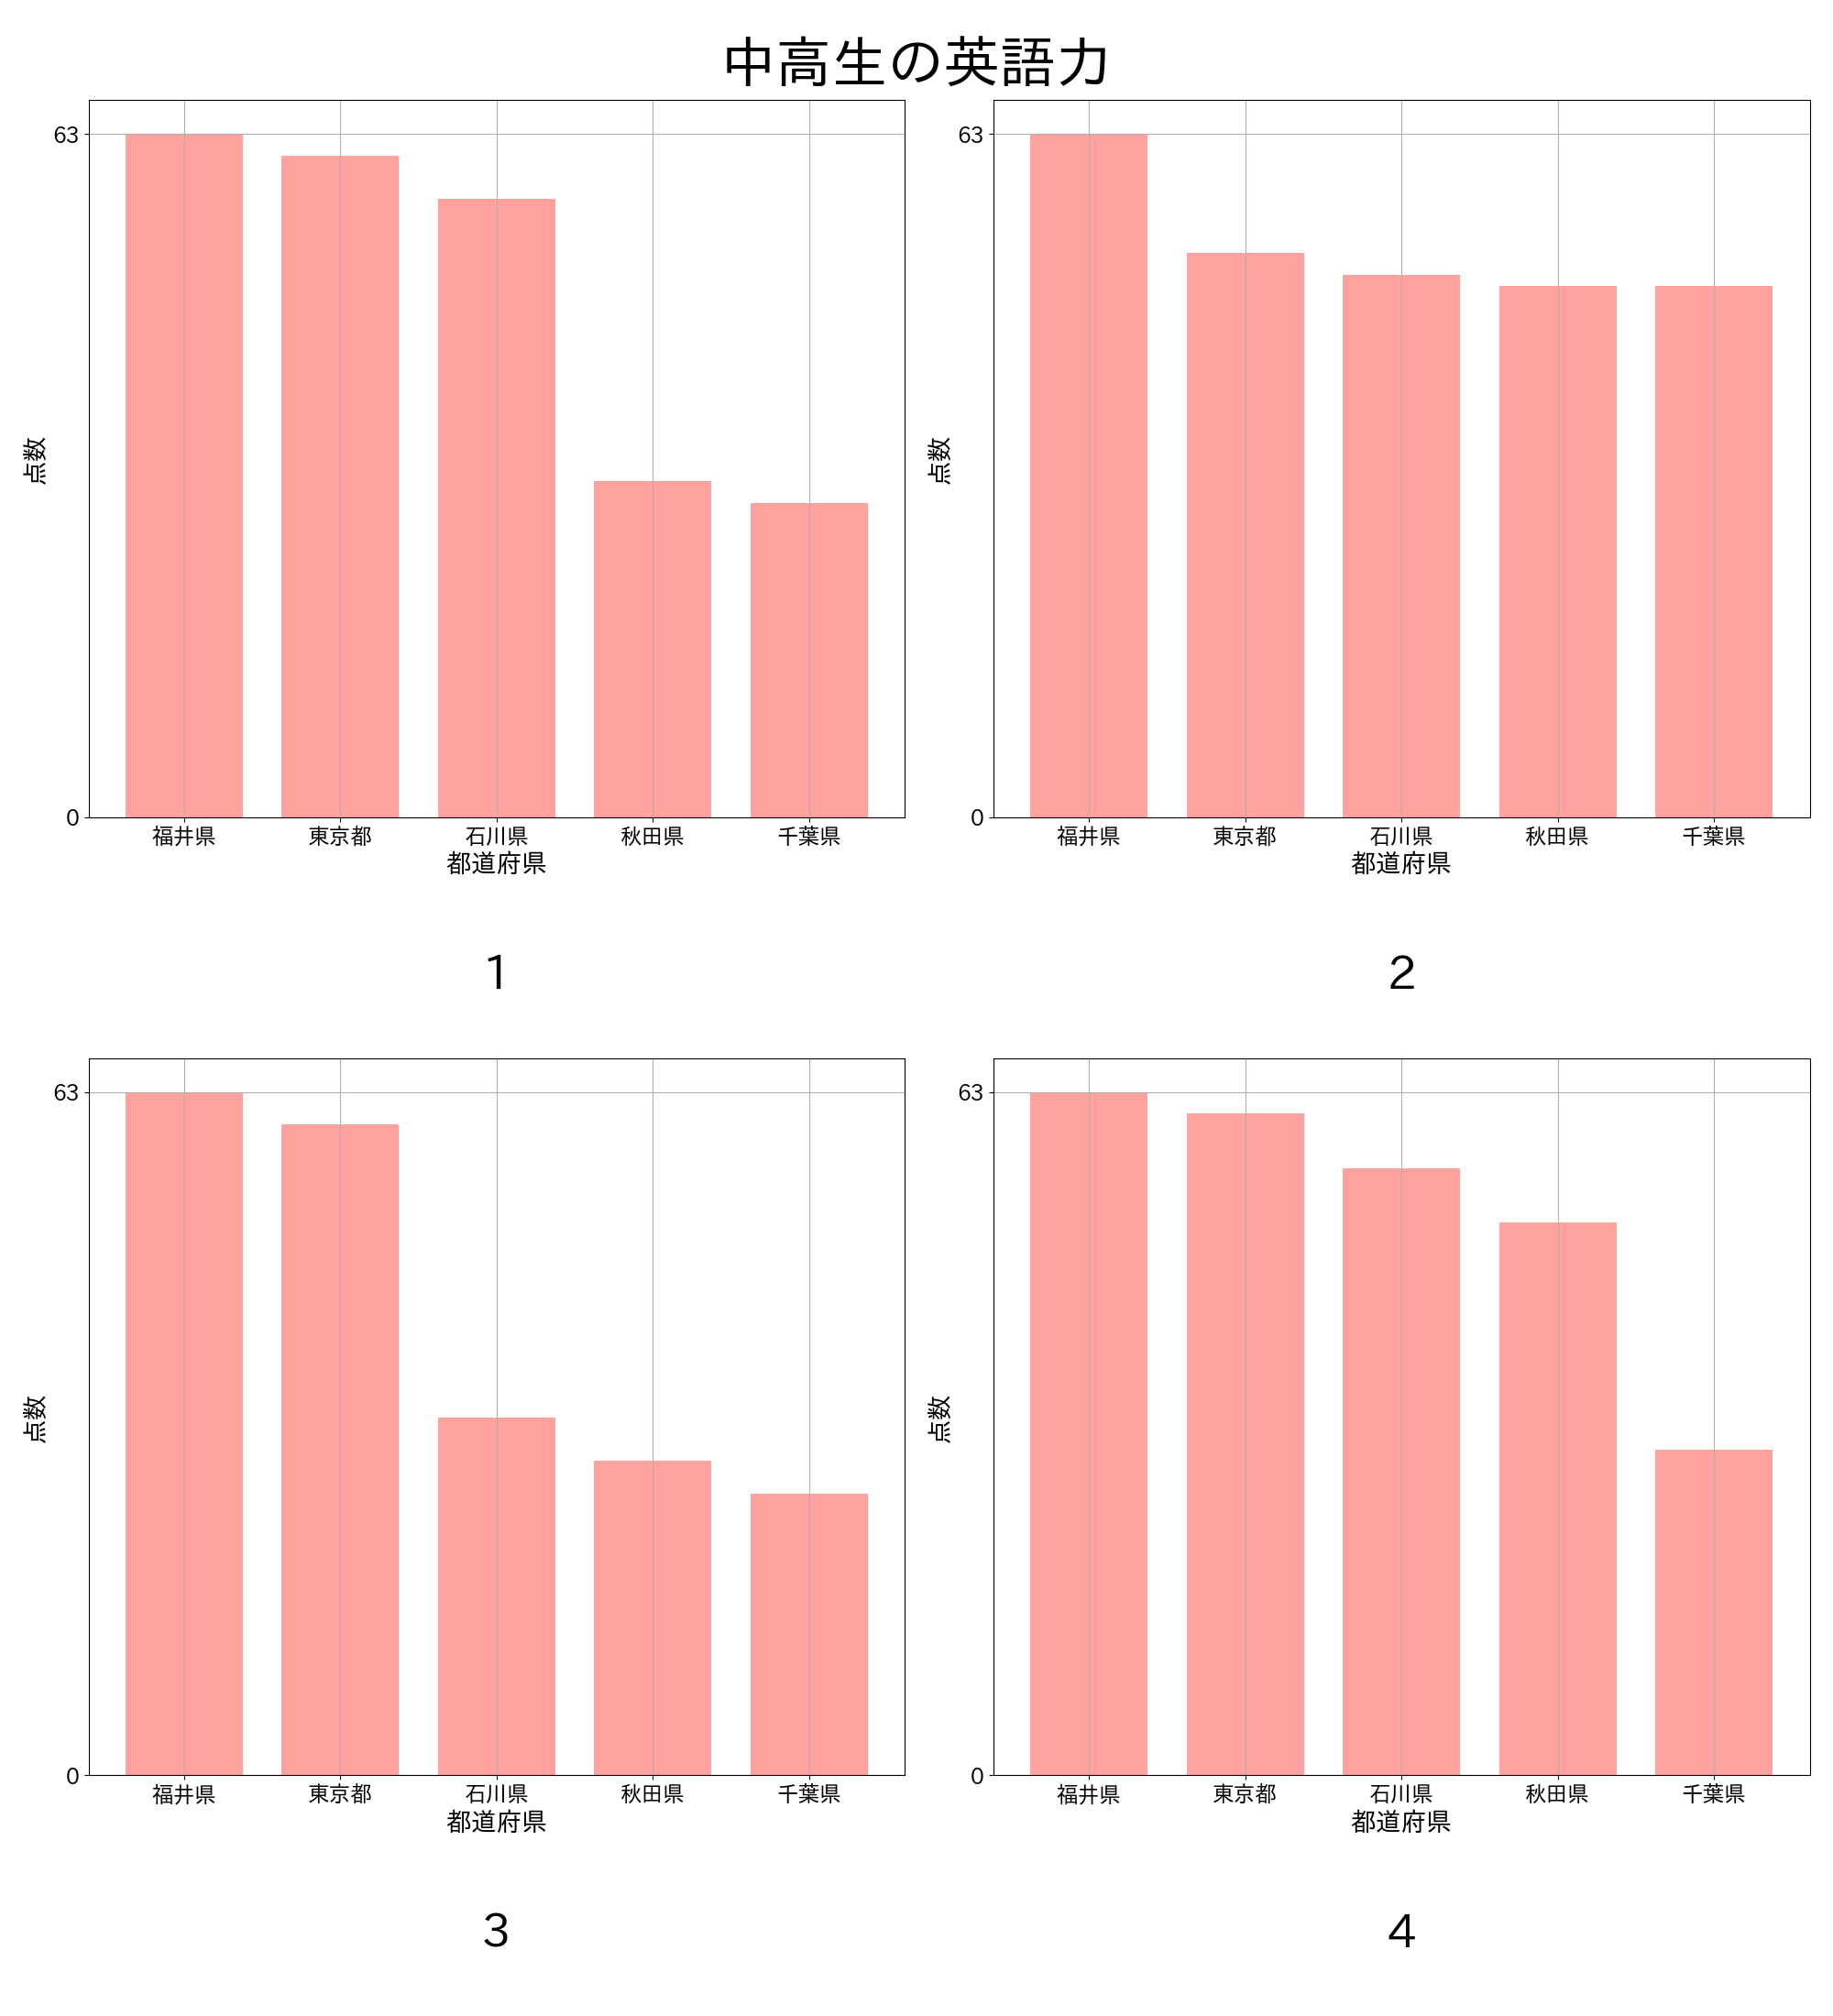 中高生の英語力
63
0
点数
福井県 東京都 石川県 秋田県 千葉県
都道府県
1
63
0
点数
福井県 東京都 石川県 秋田県 千葉県
都道府県
2
63
0
点数
福井県 東京都 石川県 秋田県 千葉県
都道府県
3
63
0
点数
福井県 東京都 石川県 秋田県 千葉県
都道府県
4